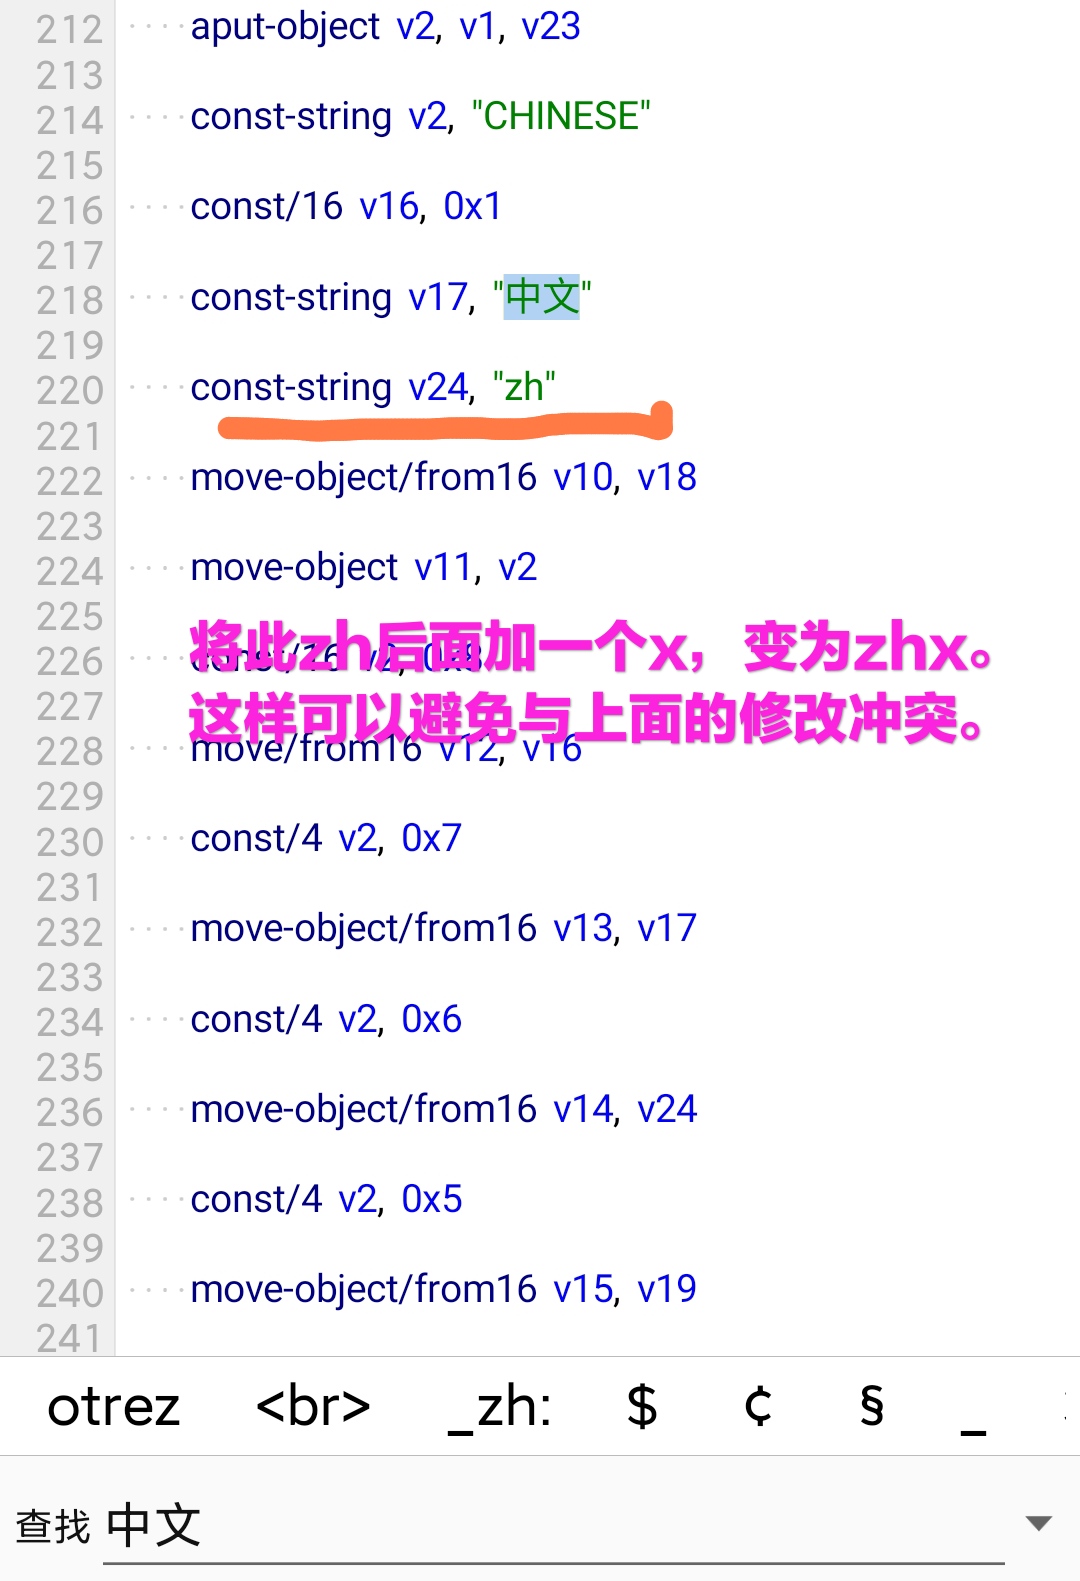 212 aput-object v2, v1, v23
213
214 const-string v2, "CHINESE"
215
216 const/16 v16, 0x1
217
218 const-string v17, "中文"
219
220 const-string v24, "zh"
221
222 move-object/from16 v10, v18
223
224 move-object v11, v2
225
将此zh后面加一个x，变为zhx。
226 const/16 v2, 0x8
227
这样可以避免与上面的修改冲突。
228 move/from16 v12, v16
229
230 const/4 v2, 0x7
231
232 move-object/from16 v13, v17
233
234 const/4 v2, 0x6
235
236 move-object/from16 v14, v24
237
238 const/4 v2, 0x5
239
240 move-object/from16 v15, v19
241
otrez <br> _zh: $ ¢ § _
查找 中文